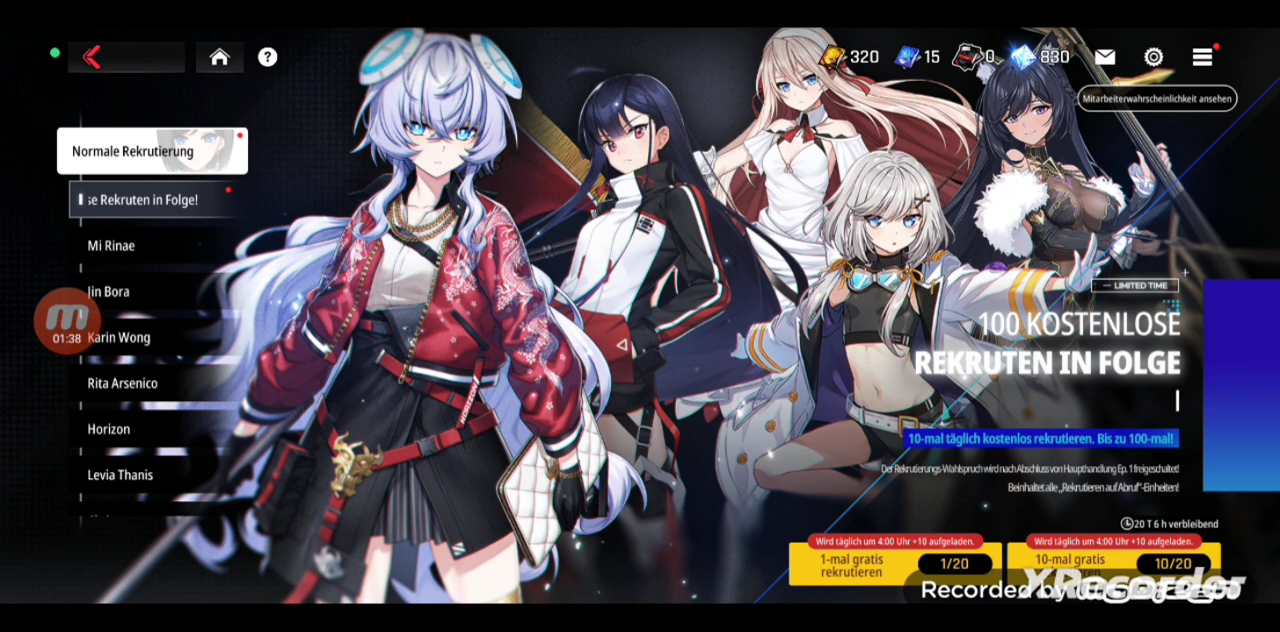 ?
320
15
0
830
Mitarbeiterwahrscheinlichkeit ansehen
Normale Rekrutierung
se Rekruten in Folge!
Mi Rinae
Jin Bora
01:38
Karin Wong
Rita Arsenico
Horizon
Levia Thanis
LIMITED TIME
100 KOSTENLOSE
REKRUTEN IN FOLGE
10-mal täglich kostenlos rekrutieren. Bis zu 100-mal!
Der Rekrutierungs-Wahlspruch wird nach Abschluss von Haupthandlung Ep. 1 freigeschaltet!
Beinhaltet alle „Rekrutieren auf Abruf"-Einheiten!
20 T 6 h verbleibend
Wird täglich um 4:00 Uhr +10 aufgeladen.
1-mal gratis
rekrutieren
1/20
Wird täglich um 4:00 Uhr +10 aufgeladen.
10-mal gratis
10/20
Recorded by
XRecorder